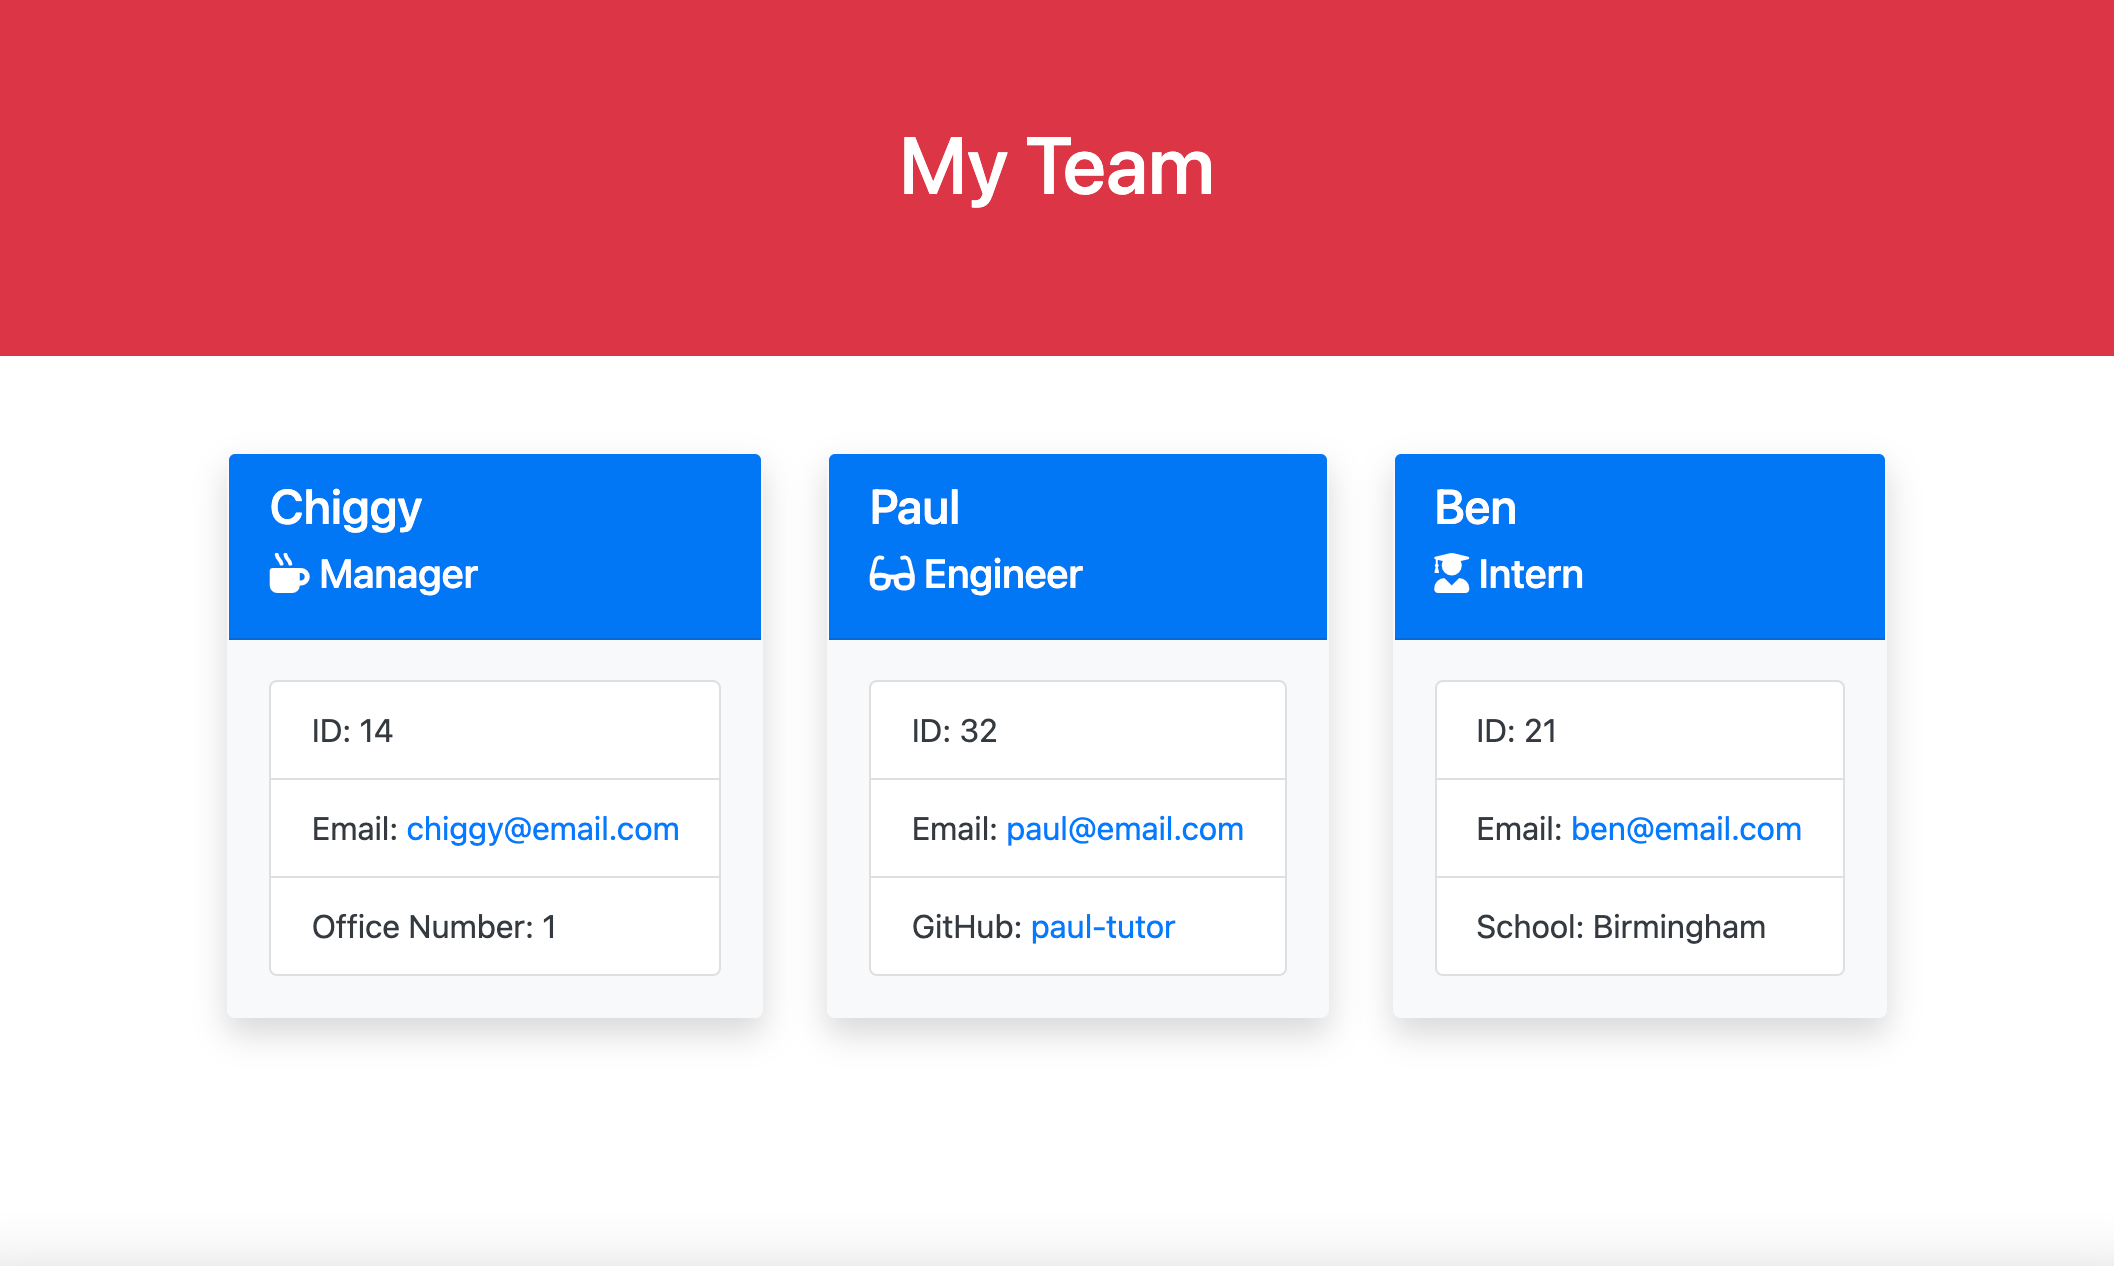 My Team
Chiggy
Manager
ID: 14
Email: chiggy@email.com
Office Number: 1
Paul
Engineer
ID: 32
Email: paul@email.com
GitHub: paul-tutor
Ben
Intern
ID: 21
Email: ben@email.com
School: Birmingham